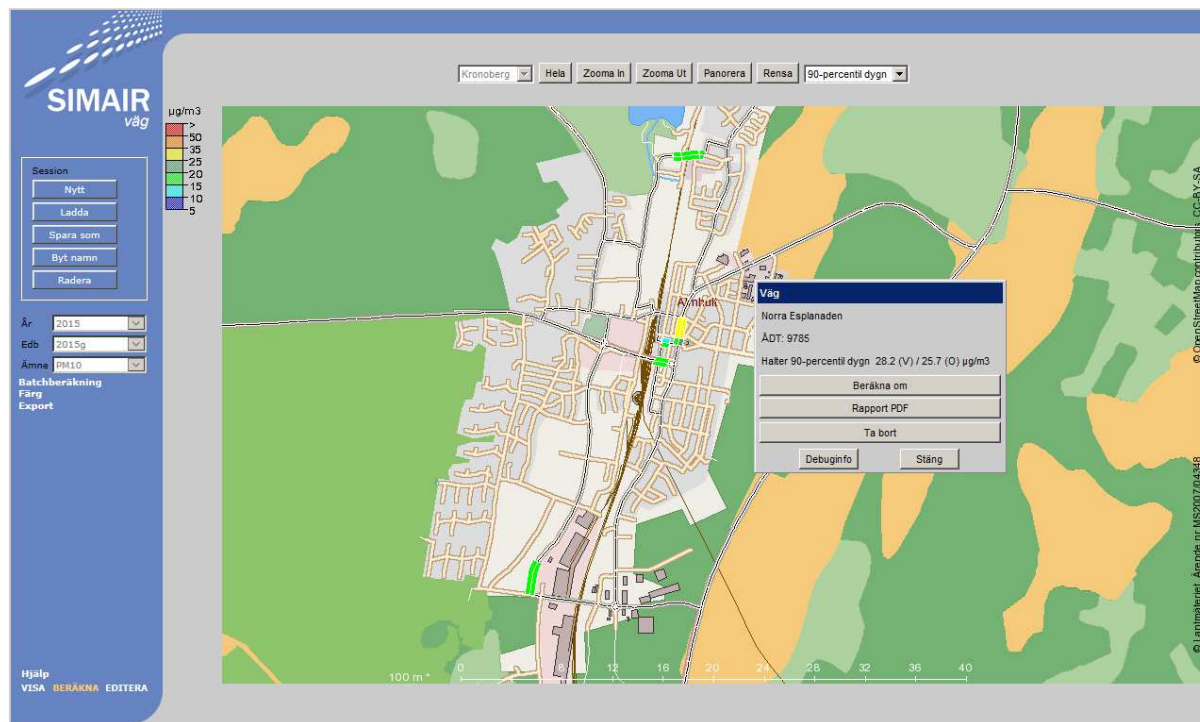 SIMAIR
väg
Session
Nytt
Ladda
Spara som
Byt namn
Radera
År 2015
Edb 2015g
Ämne PM10
Batchberäkning
Färg
Export
Hjälp
VISA BERÄKNA EDITERA
Kronoberg Hela Zooma In Zooma Ut Panorera Rensa 90-percentil dygn
µg/m3
>
50
35
25
20
15
10
5
Älmhult
Väg
Norra Esplanaden
ÅDT: 9785
Halter 90-percentil dygn 28.2 (V) / 25.7 (O) µg/m3
Beräkna om
Rapport PDF
Ta bort
Debuginfo Stäng
100 m * 0 4 8 12 16 20 24 28 32 36 40
© OpenStreetMap contributors, CC-BY-SA
© Lantmäteriet, Ärende nr MS2007/04348